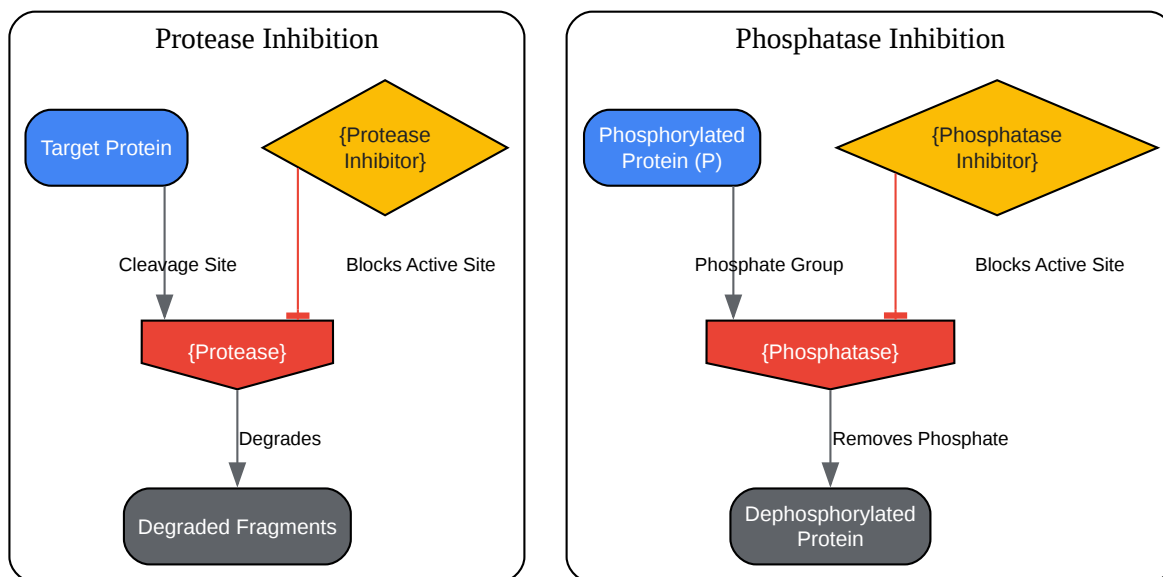 Protease Inhibition
Target Protein
{Protease
Inhibitor}
Cleavage Site
Blocks Active Site
{Protease}
Degrades
Degraded Fragments
Phosphatase Inhibition
Phosphorylated
Protein (P)
{Phosphatase
Inhibitor}
Phosphate Group
Blocks Active Site
{Phosphatase}
Removes Phosphate
Dephosphorylated
Protein